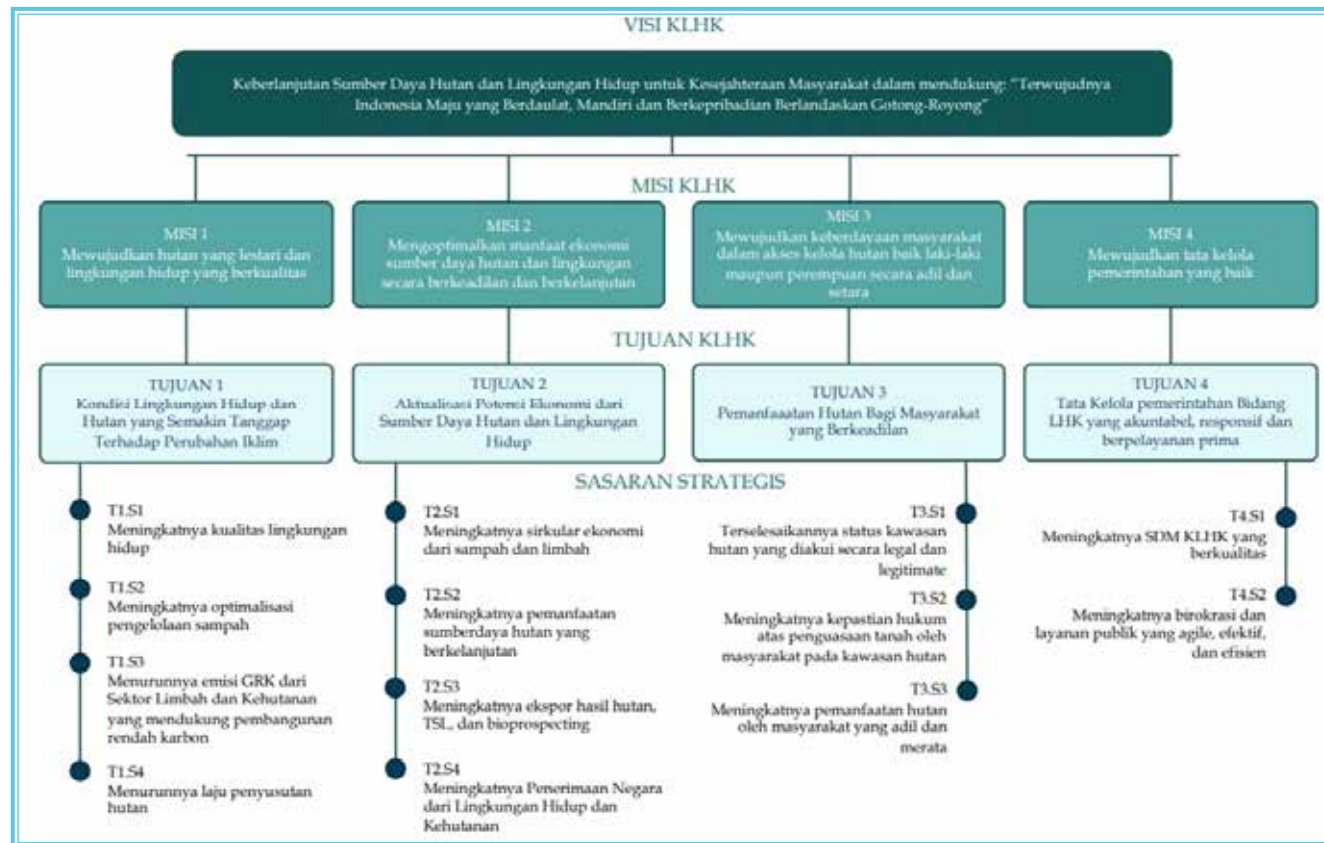 VISI KLHK
Keberlanjutan Sumber Daya Hutan dan Lingkungan Hidup untuk Kesejahteraan Masyarakat dalam mendukung: "Terwujudnya
Indonesia Maju yang Berdaulat, Mandiri dan Berkepribadian Berlandaskan Gotong-Royong"
MISI KLHK
MISI 1
Mewujudkan hutan yang lestari dan
lingkungan hidup yang berkualitas
MISI 2
Mengoptimalkan manfaat ekonomi
sumber daya hutan dan lingkungan
secara berkeadilan dan berkelanjutan
MISI 3
Mewujudkan keberdayaan masyarakat
dalam akses kelola hutan baik laki-laki
maupun perempuan secara adil dan
setara
MISI 4
Mewujudkan tata kelola
pemerintahan yang baik
TUJUAN KLHK
TUJUAN 1
Kondisi Lingkungan Hidup dan
Hutan yang Semakin Tanggap
Terhadap Perubahan Iklim
TUJUAN 2
Aktualisasi Potensi Ekonomi dari
Sumber Daya Hutan dan Lingkungan
Hidup
TUJUAN 3
Pemanfaaatan Hutan Bagi Masyarakat
yang Berkeadilan
TUJUAN 4
Tata Kelola pemerintahan Bidang
LHK yang akuntabel, responsif dan
berpelayanan prima
SASARAN STRATEGIS
T1.S1
Meningkatnya kualitas lingkungan
hidup
T1.S2
Meningkatnya optimalisasi
pengelolaan sampah
T1.S3
Menurunnya emisi GRK dari
Sektor Limbah dan Kehutanan
yang mendukung pembangunan
rendah karbon
T1.S4
Menurunnya laju penyusutan
hutan
T2.S1
Meningkatnya sirkular ekonomi
dari sampah dan limbah
T2.S2
Meningkatnya pemanfaatan
sumberdaya hutan yang
berkelanjutan
T2.S3
Meningkatnya ekspor hasil hutan,
TSL, dan bioprospecting
T2.S4
Meningkatnya Penerimaan Negara
dari Lingkungan Hidup dan
Kehutanan
T3.S1
Terselesaikannya status kawasan
hutan yang diakui secara legal dan
legitimate
T3.S2
Meningkatnya kepastian hukum
atas penguasaan tanah oleh
masyarakat pada kawasan hutan
T3.S3
Meningkatnya pemanfaatan hutan
oleh masyarakat yang adil dan
merata
T4.S1
Meningkatnya SDM KLHK yang
berkualitas
T4.S2
Meningkatnya birokrasi dan
layanan publik yang agile, efektif,
dan efisien